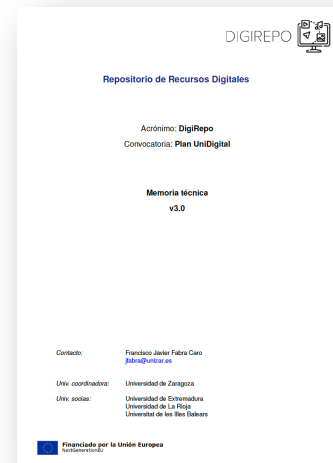 DIGIREPO
Repositorio de Recursos Digitales
Acrónimo: DigiRepo
Convocatoria: Plan UniDigital
Memoria técnica
v3.0
Contacto: Francisco Javier Fabra Caro
jfabra@unizar.es
Univ. coordinadora: Universidad de Zaragoza
Univ. socias: Universidad de Extremadura
Universidad de La Rioja
Universitat de les Illes Balears
Financiado por la Unión Europea
NextGenerationEU